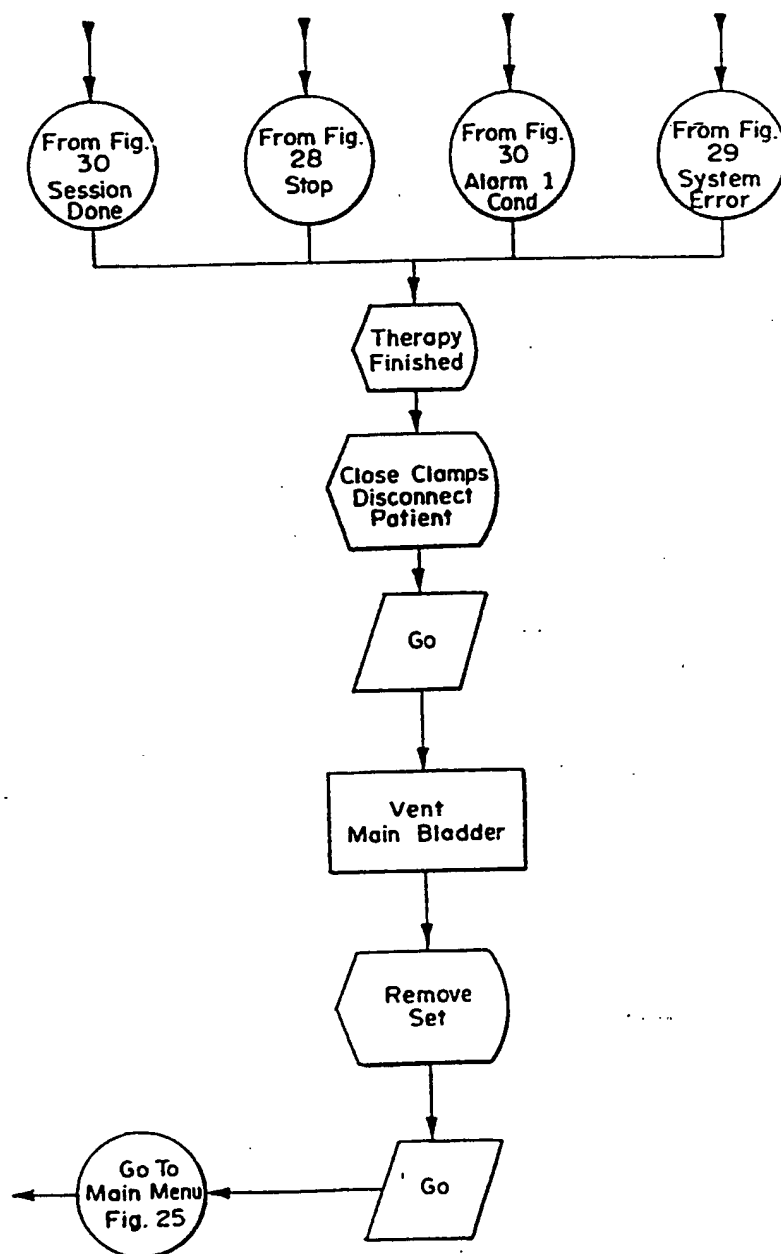 From Fig.
30
Session
Done
From Fig.
28
Stop
From Fig.
30
Alarm 1
Cond
From Fig.
29
System
Error
Therapy
Finished
Close Clamps
Disconnect
Patient
Go
Vent
Main Bladder
Remove
Set
Go
Go To
Main Menu
Fig. 25